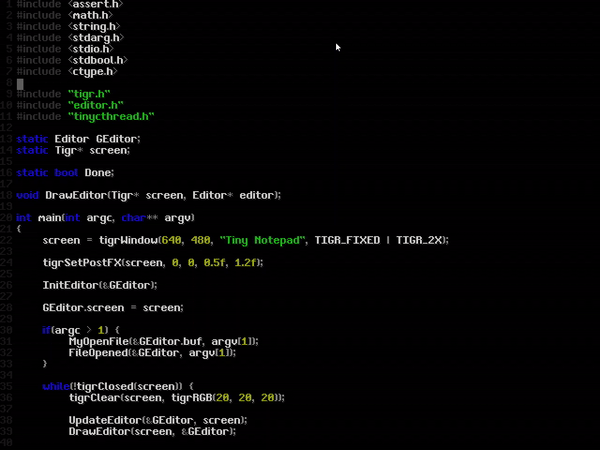 1 #include <assert.h>
2 #include <math.h>
3 #include <string.h>
4 #include <stdarg.h>
5 #include <stdio.h>
6 #include <stdbool.h>
7 #include <ctype.h>
8
9 #include "tigr.h"
10 #include "editor.h"
11 #include "tinycthread.h"
12
13 static Editor GEditor;
14 static Tigr* screen;
15
16 static bool Done;
17
18 void DrawEditor(Tigr* screen, Editor* editor);
19
20 int main(int argc, char** argv)
21 {
22 screen = tigrWindow(640, 480, "Tiny Notepad", TIGR_FIXED | TIGR_2X);
23
24 tigrSetPostFX(screen, 0, 0, 0.5f, 1.2f);
25
26 InitEditor(&GEditor);
27
28 GEditor.screen = screen;
29
30 if(argc > 1) {
31 MyOpenFile(&GEditor.buf, argv[1]);
32 FileOpened(&GEditor, argv[1]);
33 }
34
35 while(!tigrClosed(screen)) {
36 tigrClear(screen, tigrRGB(20, 20, 20));
37
38 UpdateEditor(&GEditor, screen);
39 DrawEditor(screen, &GEditor);
40